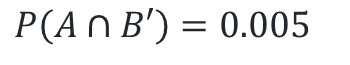 P(A ∩ B′) = 0.005